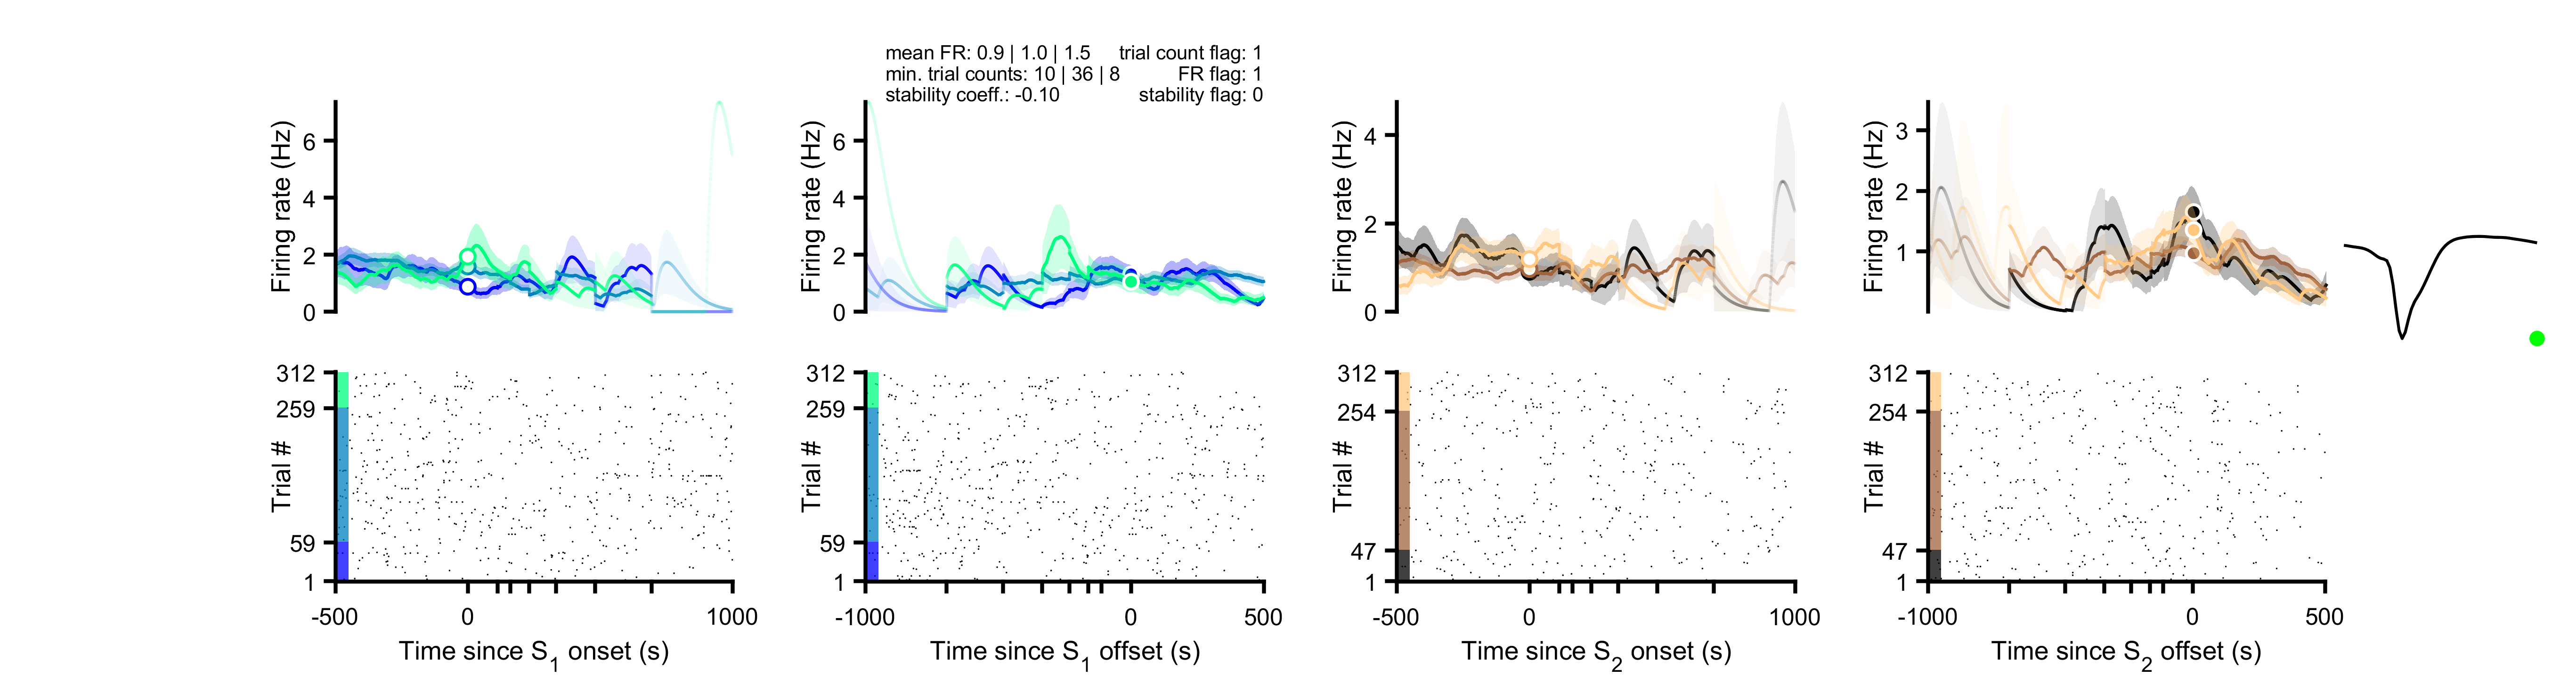 mean FR: 0.9 | 1.0 | 1.5 trial count flag: 1
min. trial counts: 10 | 36 | 8 FR flag: 1
stability coeff.: -0.10 stability flag: 0
Firing rate (Hz)
6
4
2
0
Firing rate (Hz)
6
4
2
0
Firing rate (Hz)
4
2
0
Firing rate (Hz)
3
2
1
Trial #
312
259
59
1
-500 0 1000
Time since S1 onset (s)
Trial #
312
259
59
1
-1000 0 500
Time since S1 offset (s)
Trial #
312
254
47
1
-500 0 1000
Time since S2 onset (s)
Trial #
312
254
47
1
-1000 0 500
Time since S2 offset (s)